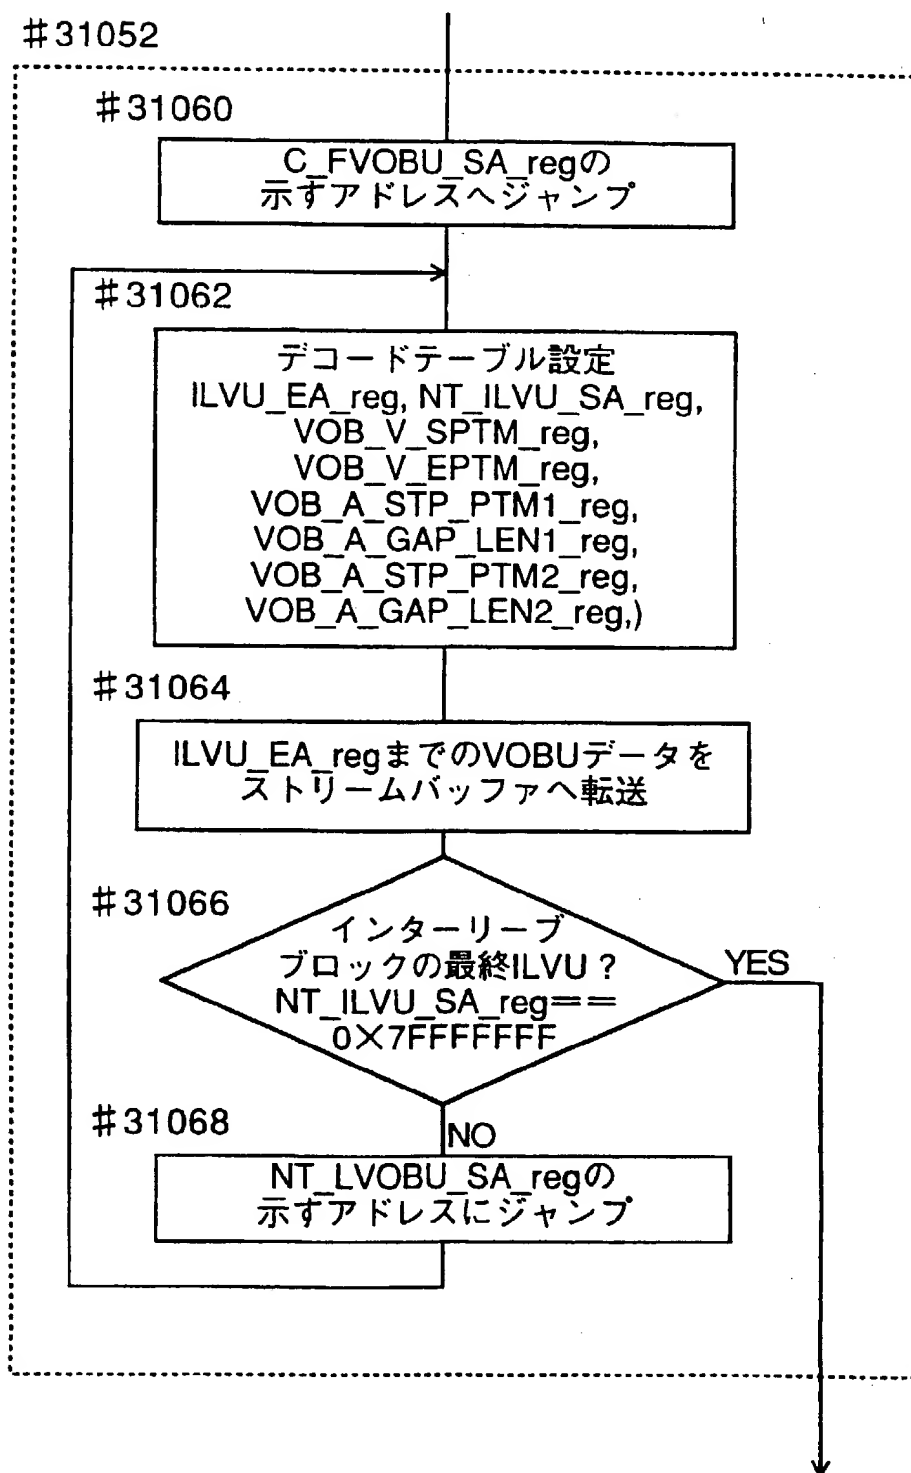 #31052
#31060
C_FVOBU_SA_regの
示すアドレスへジャンプ
#31062
デコードテーブル設定
ILVU_EA_reg, NT_ILVU_SA_reg,
VOB_V_SPTM_reg,
VOB_V_EPTM_reg,
VOB_A_STP_PTM1_reg,
VOB_A_GAP_LEN1_reg,
VOB_A_STP_PTM2_reg,
VOB_A_GAP_LEN2_reg,)
#31064
ILVU_EA_regまでのVOBUデータを
ストリームバッファへ転送
#31066
インターリーブ
ブロックの最終ILVU?
NT_ILVU_SA_reg==
0×7FFFFFFF
YES
#31068
NO
NT_LVOBU_SA_regの
示すアドレスにジャンプ